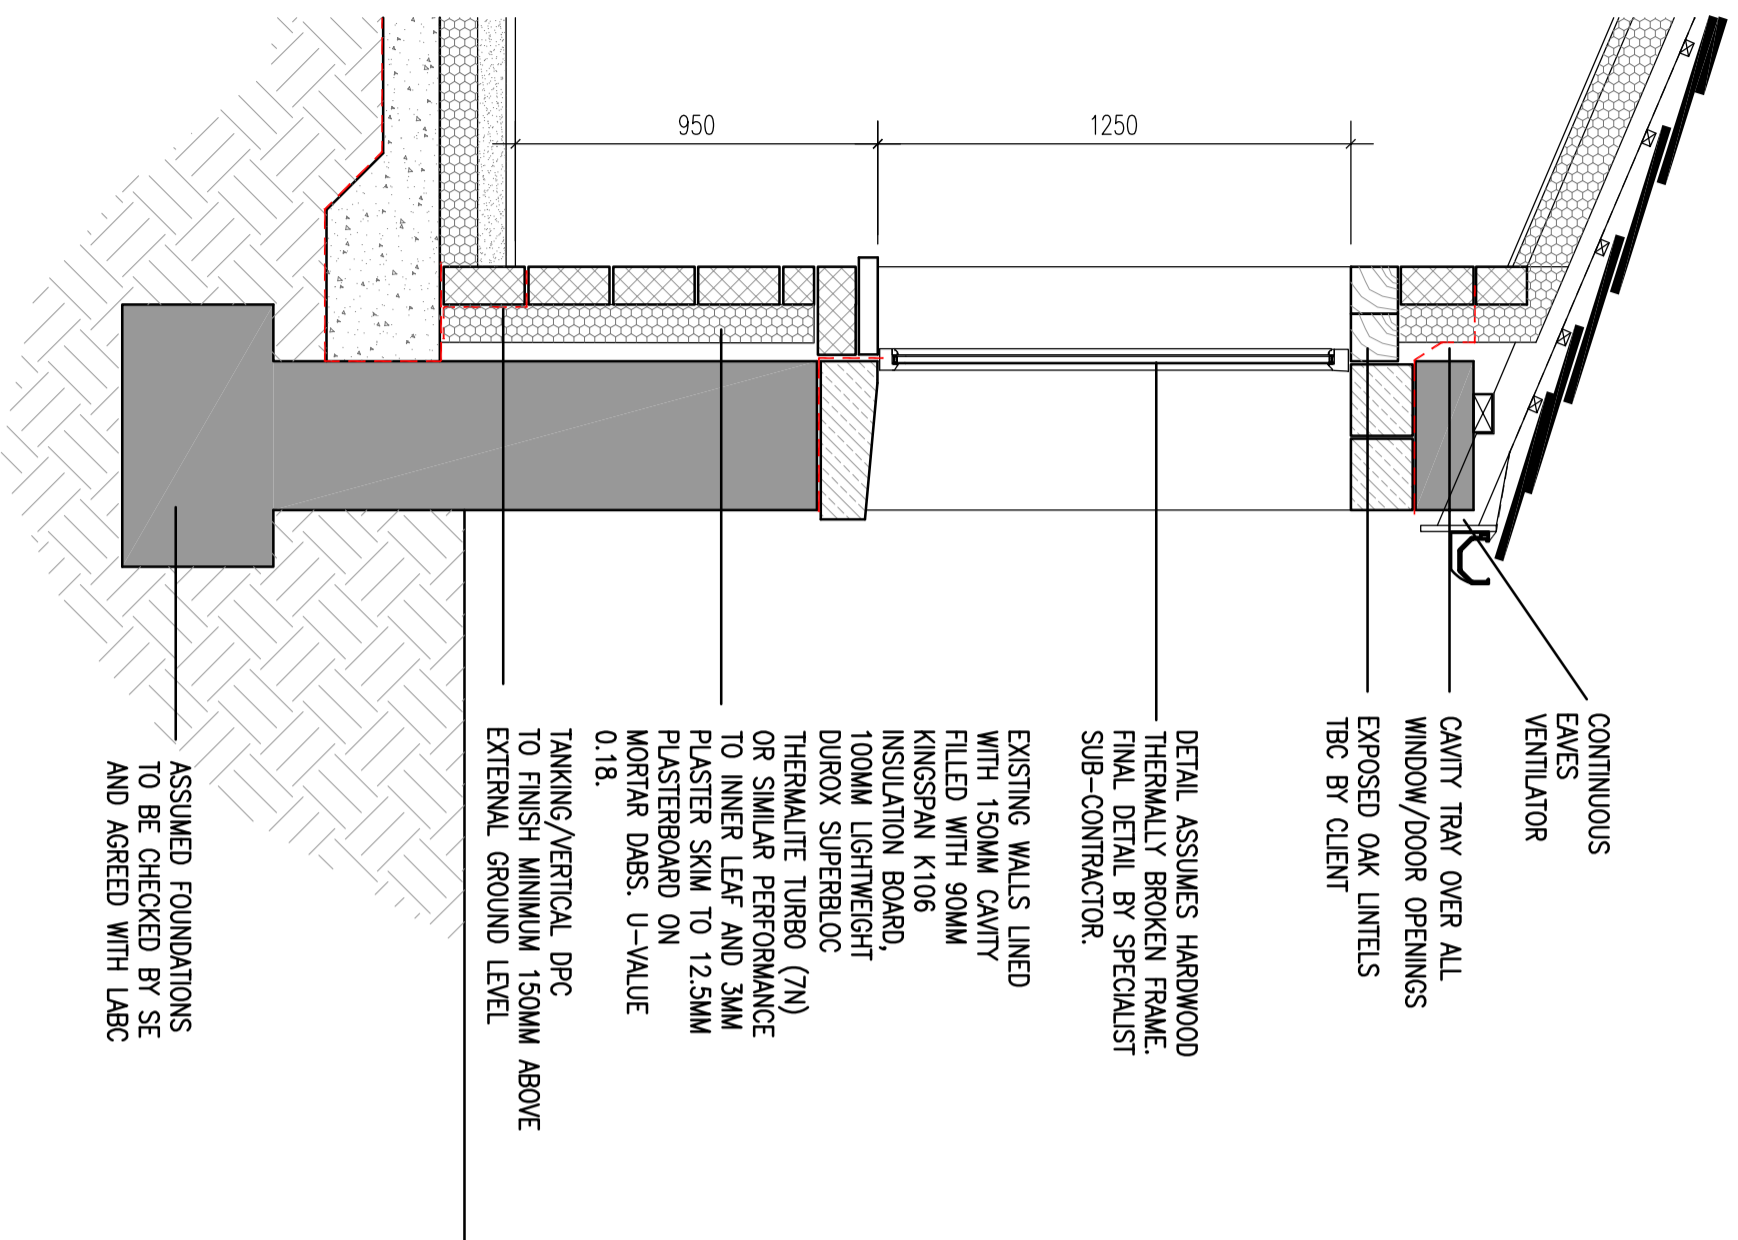 CONTINUOUS
EAVES
VENTILATOR
CAVITY TRAY OVER ALL
WINDOW/DOOR OPENINGS
EXPOSED OAK LINTELS
TBC BY CLIENT
1250
DETAIL ASSUMES HARDWOOD
THERMALLY BROKEN FRAME.
FINAL DETAIL BY SPECIALIST
SUB-CONTRACTOR.
950
EXISTING WALLS LINED
WITH 150MM CAVITY
FILLED WITH 90MM
KINGSPAN K106
INSULATION BOARD,
100MM LIGHTWEIGHT
DUROX SUPERBLOC
THERMALITE TURBO (7N)
OR SIMILAR PERFORMANCE
TO INNER LEAF AND 3MM
PLASTER SKIM TO 12.5MM
PLASTERBOARD ON
MORTAR DABS. U-VALUE
0.18.
TANKING/VERTICAL DPC
TO FINISH MINIMUM 150MM ABOVE
EXTERNAL GROUND LEVEL
ASSUMED FOUNDATIONS
TO BE CHECKED BY SE
AND AGREED WITH LABC